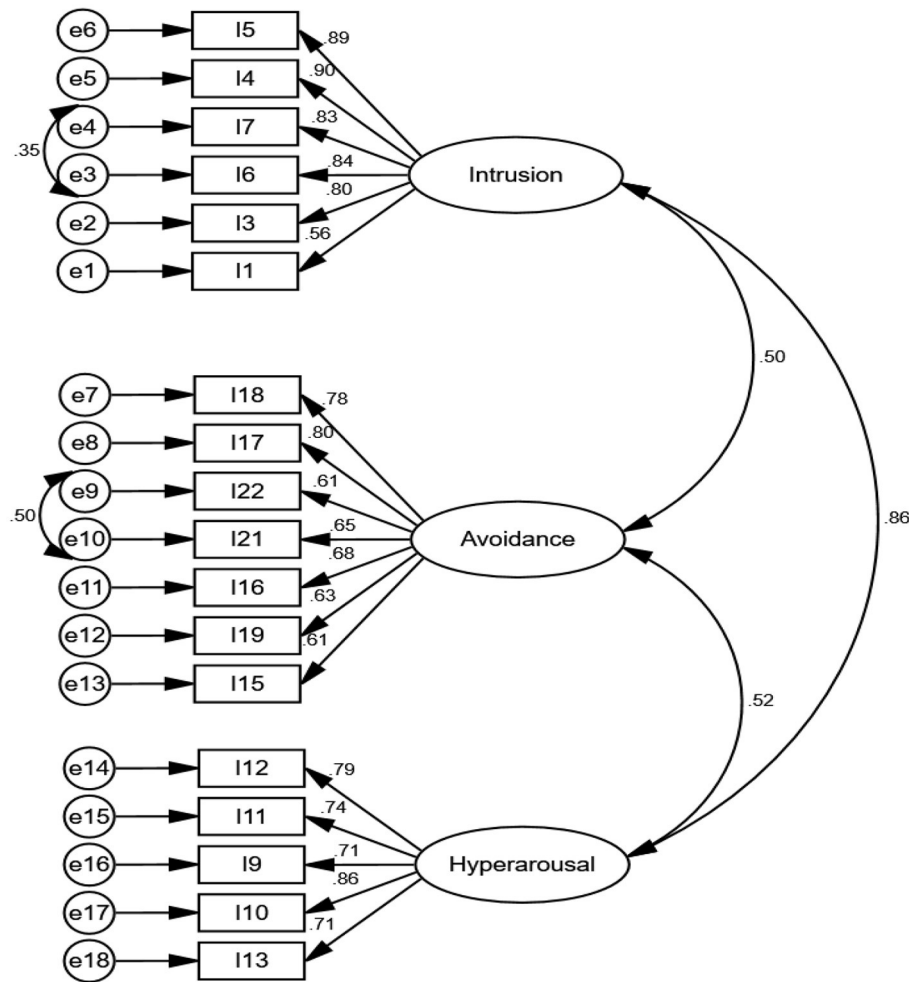 e6 I5 .89
e5 I4 .90
e4 I7 .83
.35
e3 I6 .84
Intrusion
e2 I3 .80
e1 I1 .56
.50
e7 I18 .78
e8 I17 .80
e9 I22 .61
.50
e10 I21 .65
Avoidance
.86
e11 I16 .68
e12 I19 .63
e13 I15 .61
.52
e14 I12 .79
e15 I11 .74
e16 I9 .71
Hyperarousal
e17 I10 .86
e18 I13 .71